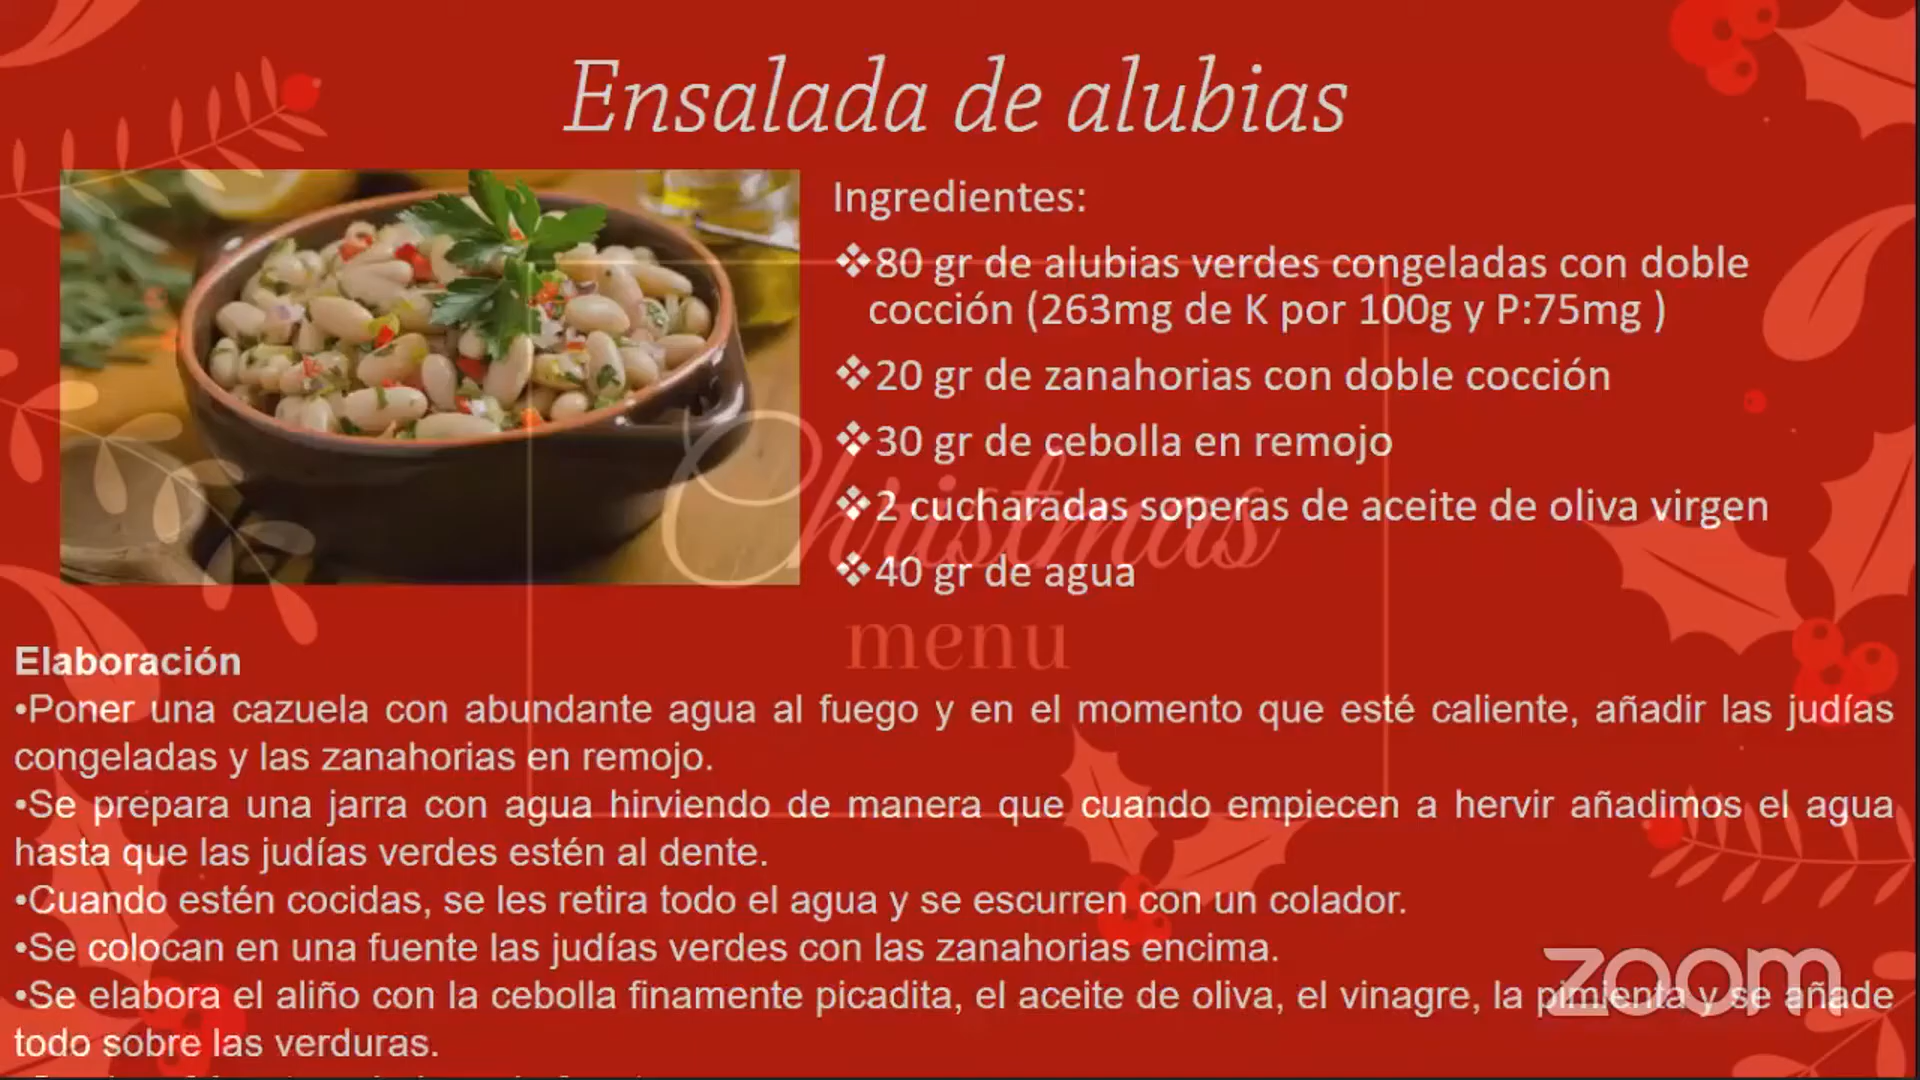 Ensalada de alubias
Ingredientes:
❖80 gr de alubias verdes congeladas con doble
cocción (263mg de K por 100g y P:75mg )
❖20 gr de zanahorias con doble cocción
❖30 gr de cebolla en remojo
❖2 cucharadas soperas de aceite de oliva virgen
❖40 gr de agua
Christmas
menu
Elaboración
•Poner una cazuela con abundante agua al fuego y en el momento que esté caliente, añadir las judías
congeladas y las zanahorias en remojo.
•Se prepara una jarra con agua hirviendo de manera que cuando empiecen a hervir añadimos el agua
hasta que las judías verdes estén al dente.
•Cuando estén cocidas, se les retira todo el agua y se escurren con un colador.
•Se colocan en una fuente las judías verdes con las zanahorias encima.
•Se elabora el aliño con la cebolla finamente picadita, el aceite de oliva, el vinagre, la pimienta y se añade
todo sobre las verduras.
zoom